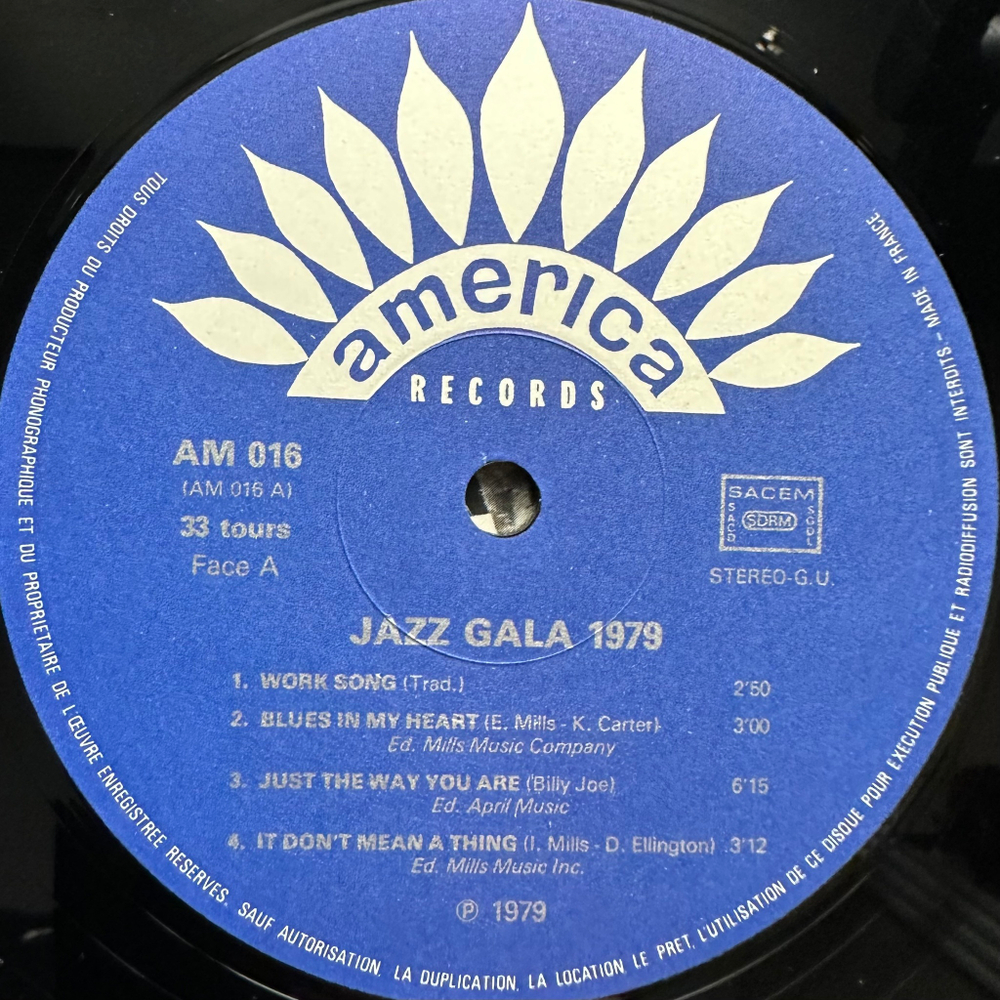 america
RECORDS
AM 016
(AM 016 A)
33 tours
Face A
SACEM
SACD
SDRM
SGDL
STEREO-G.U.
JAZZ GALA 1979
1. WORK SONG (Trad.) 2'50
2. BLUES IN MY HEART (E. Mills - K. Carter) 3'00
Ed. Mills Music Company
3. JUST THE WAY YOU ARE (Billy Joe) 6'15
Ed. April Music
4. IT DON'T MEAN A THING (I. Mills - D. Ellington) 3'12
Ed. Mills Music Inc.
℗ 1979
TOUS DROITS DU PRODUCTEUR PHONOGRAPHIQUE ET DU PROPRIETAIRE DE L'ŒUVRE ENREGISTREE RESERVES. SAUF AUTORISATION, LA DUPLICATION, LA LOCATION LE PRET, L'UTILISATION DE CE DISQUE POUR EXECUTION PUBLIQUE ET RADIODIFFUSION SONT INTERDITS - MADE IN FRANCE.